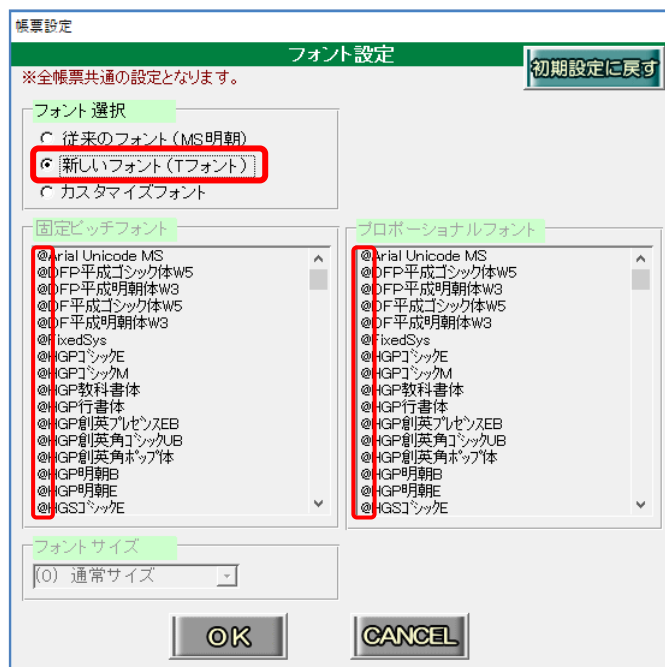 帳票設定
フォント設定
初期設定に戻す
※全帳票共通の設定となります。
フォント選択
従来のフォント(MS明朝)
新しいフォント(Tフォント)
カスタマイズフォント
固定ピッチフォント
@Arial Unicode MS
@DFP平成ゴシック体W5
@DFP平成明朝体W3
@DF平成ゴシック体W5
@DF平成明朝体W3
@FixedSys
@HGPゴシックE
@HGPゴシックM
@HGP教科書体
@HGP行書体
@HGP創英プレゼンスEB
@HGP創英角ゴシックUB
@HGP創英角ポップ体
@HGP明朝B
@HGP明朝E
@HGSゴシックE
プロポーショナルフォント
@Arial Unicode MS
@DFP平成ゴシック体W5
@DFP平成明朝体W3
@DF平成ゴシック体W5
@DF平成明朝体W3
@FixedSys
@HGPゴシックE
@HGPゴシックM
@HGP教科書体
@HGP行書体
@HGP創英プレゼンスEB
@HGP創英角ゴシックUB
@HGP創英角ポップ体
@HGP明朝B
@HGP明朝E
@HGSゴシックE
フォントサイズ
(0) 通常サイズ
OK
CANCEL